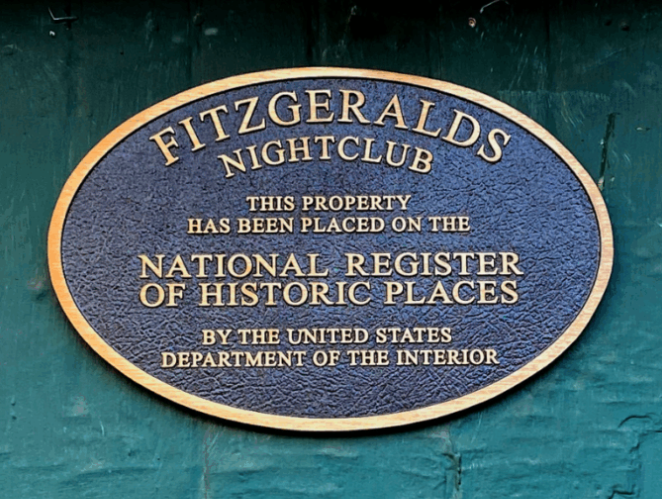 FITZGERALDS
NIGHTCLUB
THIS PROPERTY
HAS BEEN PLACED ON THE
NATIONAL REGISTER
OF HISTORIC PLACES
BY THE UNITED STATES
DEPARTMENT OF THE INTERIOR